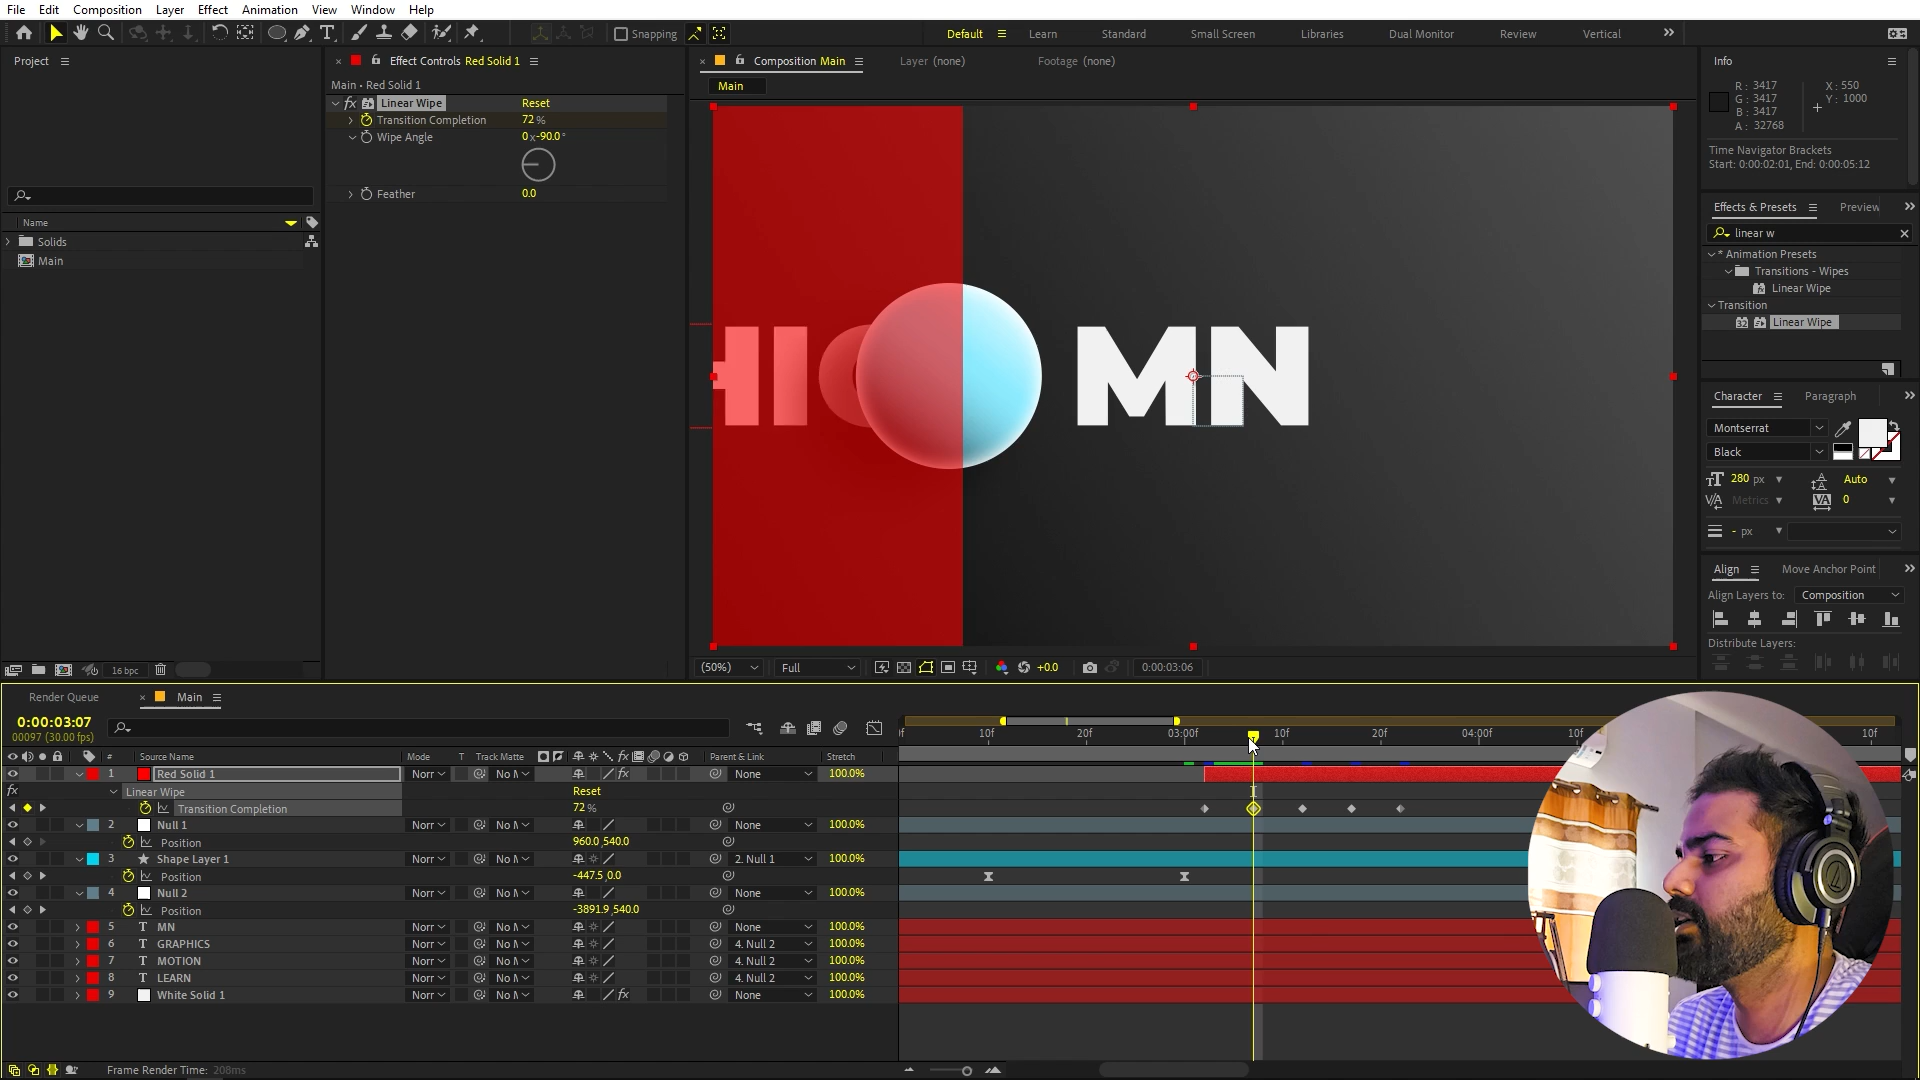 File Edit Composition Layer Effect Animation View Window Help
Snapping
Default Learn Standard Small Screen Libraries Dual Monitor Review Vertical
Project
Effect Controls Red Solid 1
Main • Red Solid 1
fx Linear Wipe Reset
Transition Completion 72 %
Wipe Angle 0 x-90.0°
Feather 0.0
Name
Solids
Main
16 bpc
Composition Main Layer (none) Footage (none)
Main
HIC MN
(50%) Full +0.0 0:00:03:06
Info
R: 3417
G: 3417
B: 3417
A: 32768
X: 550
Y: 1000
Time Navigator Brackets
Start: 0:00:02:01, End: 0:00:05:12
Effects & Presets Preview
linear w
* Animation Presets
Transitions - Wipes
Linear Wipe
Transition
32 Linear Wipe
Character Paragraph
Montserrat
Black
280 px Auto
Metrics 0
- px
Align Move Anchor Point
Align Layers to: Composition
Distribute Layers:
Render Queue Main
0:00:03:07
00097 (30.00 fps)
# Source Name Mode T Track Matte Parent & Link Stretch
1 Red Solid 1 Norr No M None 100.0%
fx Linear Wipe Reset
Transition Completion 72 %
2 Null 1 Norr No M None 100.0%
Position 960.0,540.0
3 Shape Layer 1 Norr No M 2. Null 1 100.0%
Position -447.5,0.0
4 Null 2 Norr No M None 100.0%
Position -3891.9,540.0
5 T MN Norr No M None 100.0%
6 T GRAPHICS Norr No M 4. Null 2 100.0%
7 T MOTION Norr No M 4. Null 2 100.0%
8 T LEARN Norr No M 4. Null 2 100.0%
9 White Solid 1 Norr No M None 100.0%
0f 10f 20f 03:00f 10f 20f 04:00f 10f 10f
Frame Render Time: 208ms